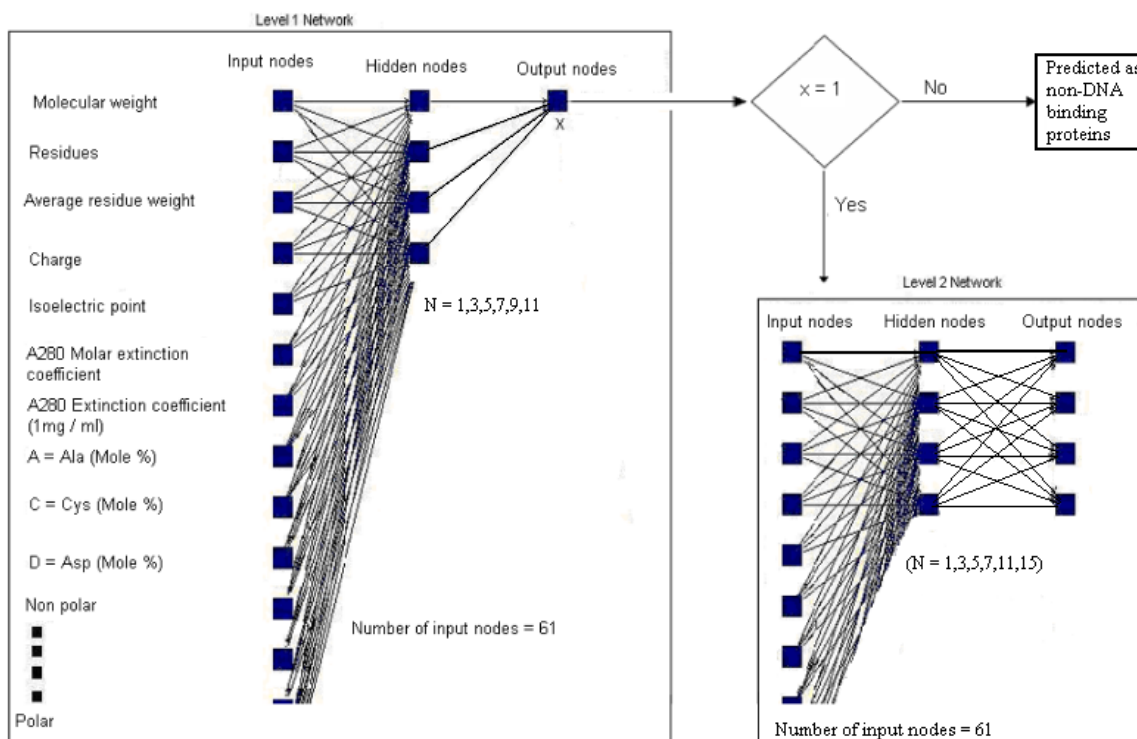 Level 1 Network
Input nodes
Hidden nodes
Output nodes
Molecular weight
Residues
Average residue weight
Charge
Isoelectric point
A280 Molar extinction
coefficient
A280 Extinction coefficient
(1mg / ml)
A = Ala (Mole %)
C = Cys (Mole %)
D = Asp (Mole %)
Non polar
Polar
X
N = 1,3,5,7,9,11
Number of input nodes = 61
x = 1
No
Predicted as
non-DNA
binding
proteins
Yes
Level 2 Network
Input nodes
Hidden nodes
Output nodes
(N = 1,3,5,7,11,15)
Number of input nodes = 61